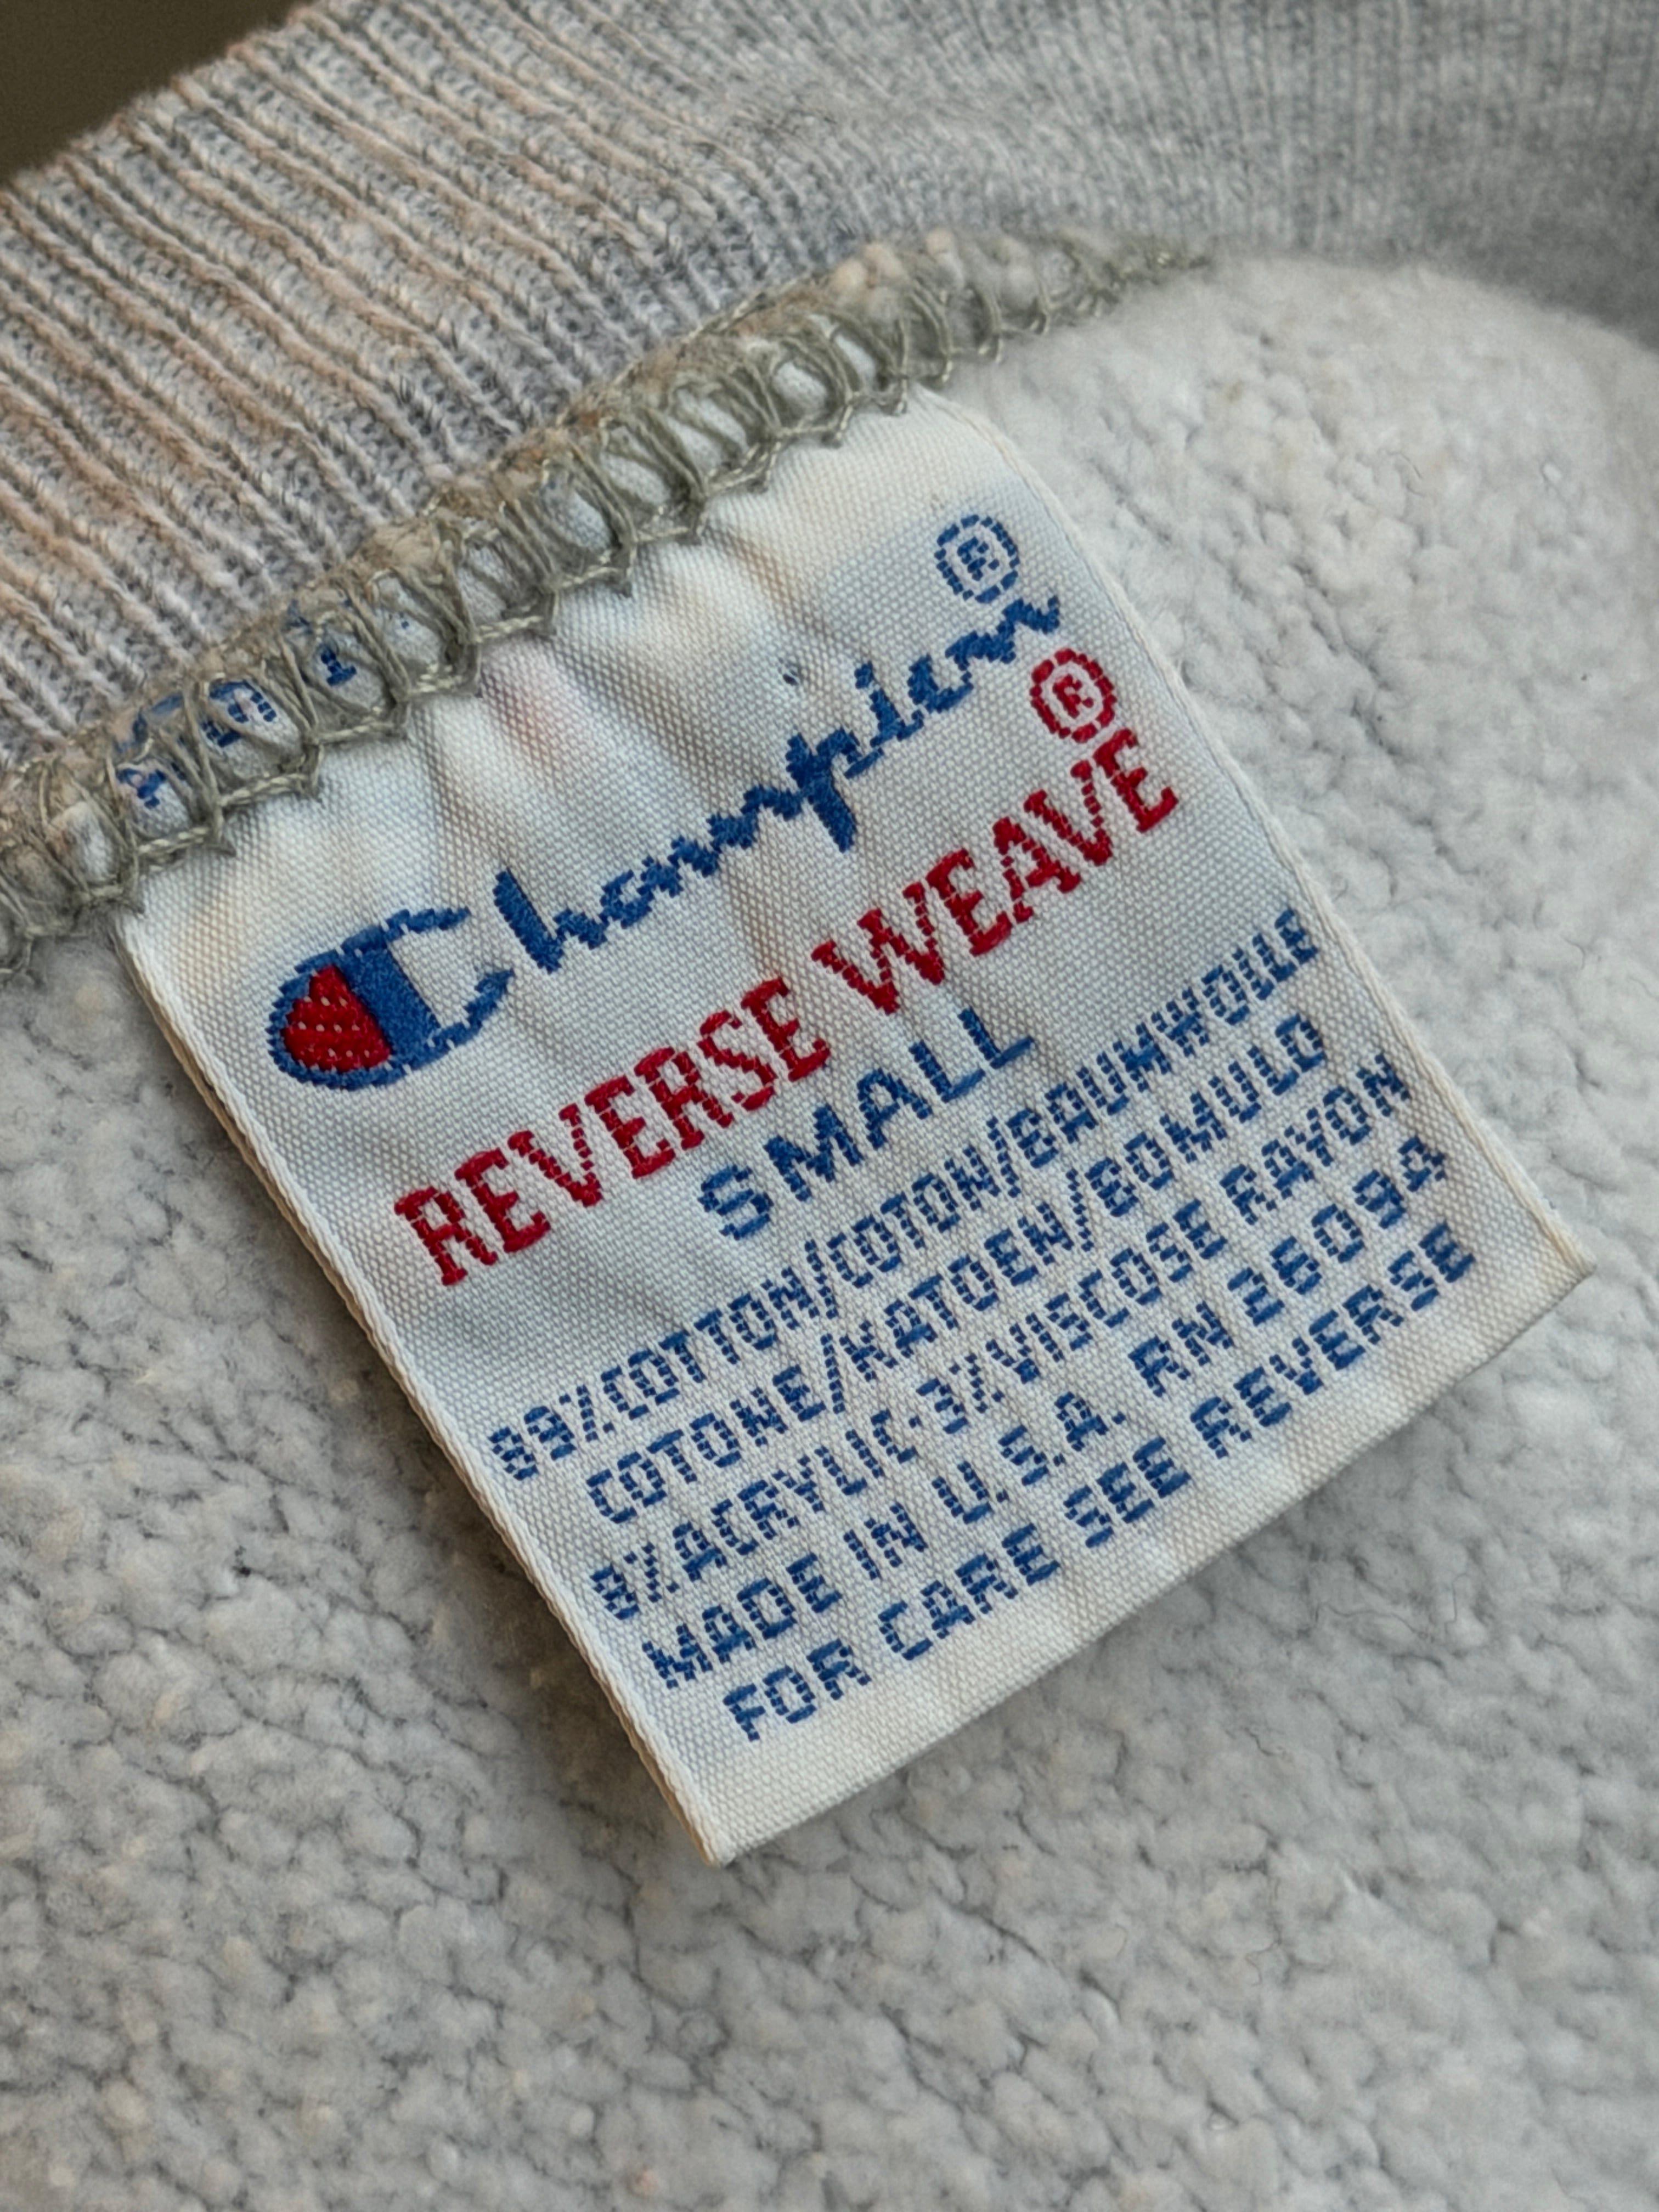 Champion®
REVERSE WEAVE®
SMALL
89%COTTON/COTON/BAUMWOLLE
COTONE/KATOEN/BOMULD
8%ACRYLIC-3%VISCOSE RAYON
MADE IN U.S.A. RN 26094
FOR CARE SEE REVERSE